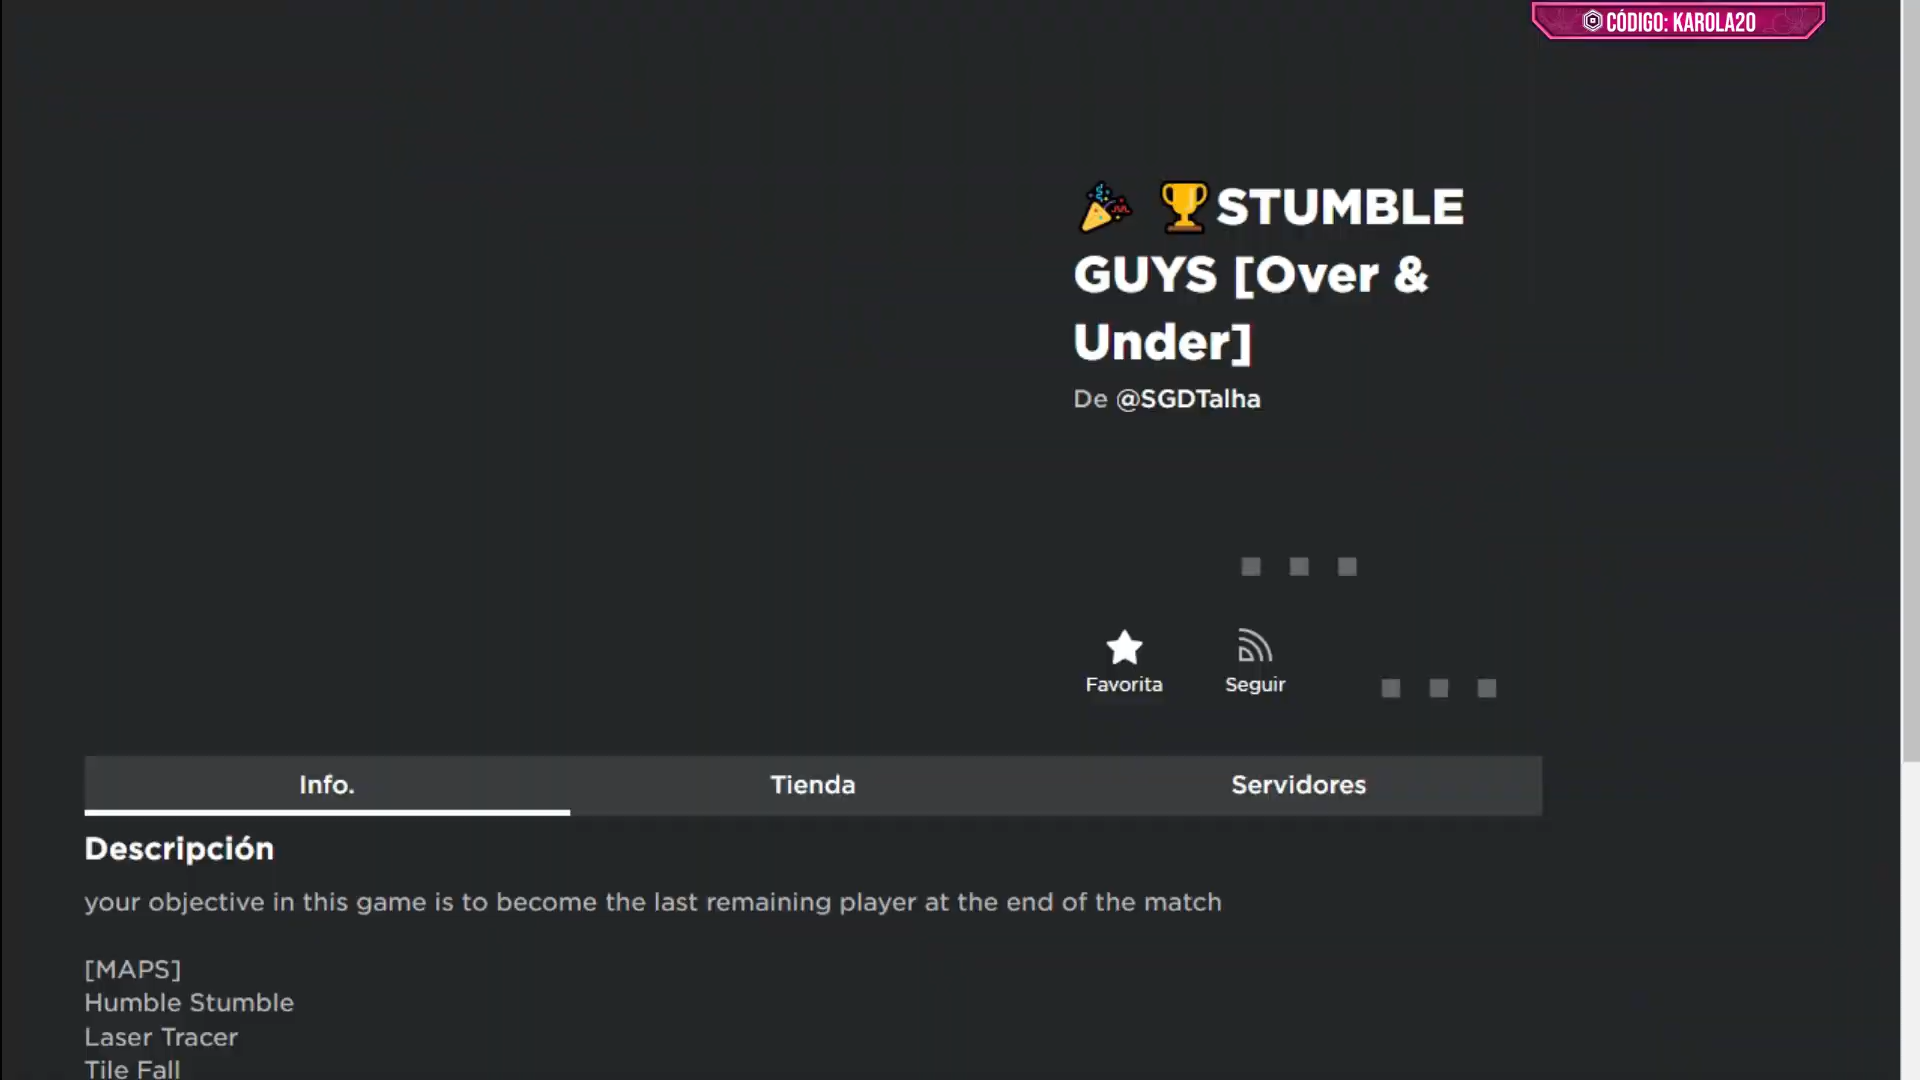 CÓDIGO: KAROLA20
🎉 🏆STUMBLE
GUYS [Over &
Under]
De @SGDTalha
Favorita
Seguir
Info.
Tienda
Servidores
Descripción
your objective in this game is to become the last remaining player at the end of the match
[MAPS]
Humble Stumble
Laser Tracer
Tile Fall